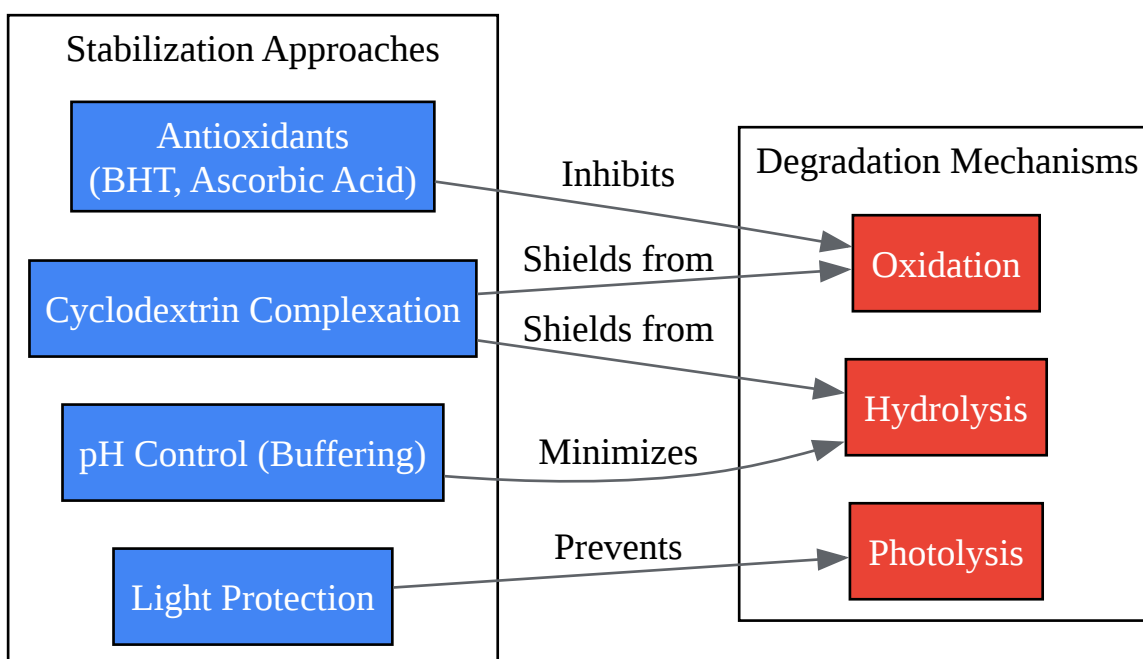 Stabilization Approaches
Antioxidants
(BHT, Ascorbic Acid)
Cyclodextrin Complexation
pH Control (Buffering)
Light Protection
Inhibits
Shields from
Shields from
Minimizes
Prevents
Degradation Mechanisms
Oxidation
Hydrolysis
Photolysis